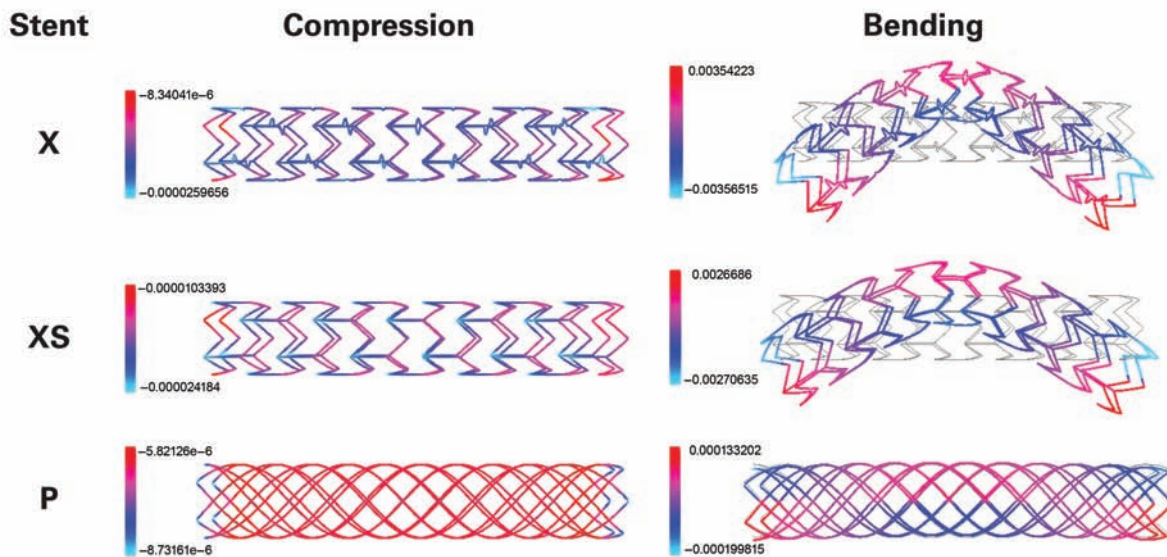 Stent Compression Bending
X
−8.34041e−6
−0.0000259656
0.00354223
−0.00356515
XS
−0.0000103393
−0.000024184
0.0026686
−0.00270635
P
−5.82126e−6
−8.73161e−6
0.000133202
−0.000199815